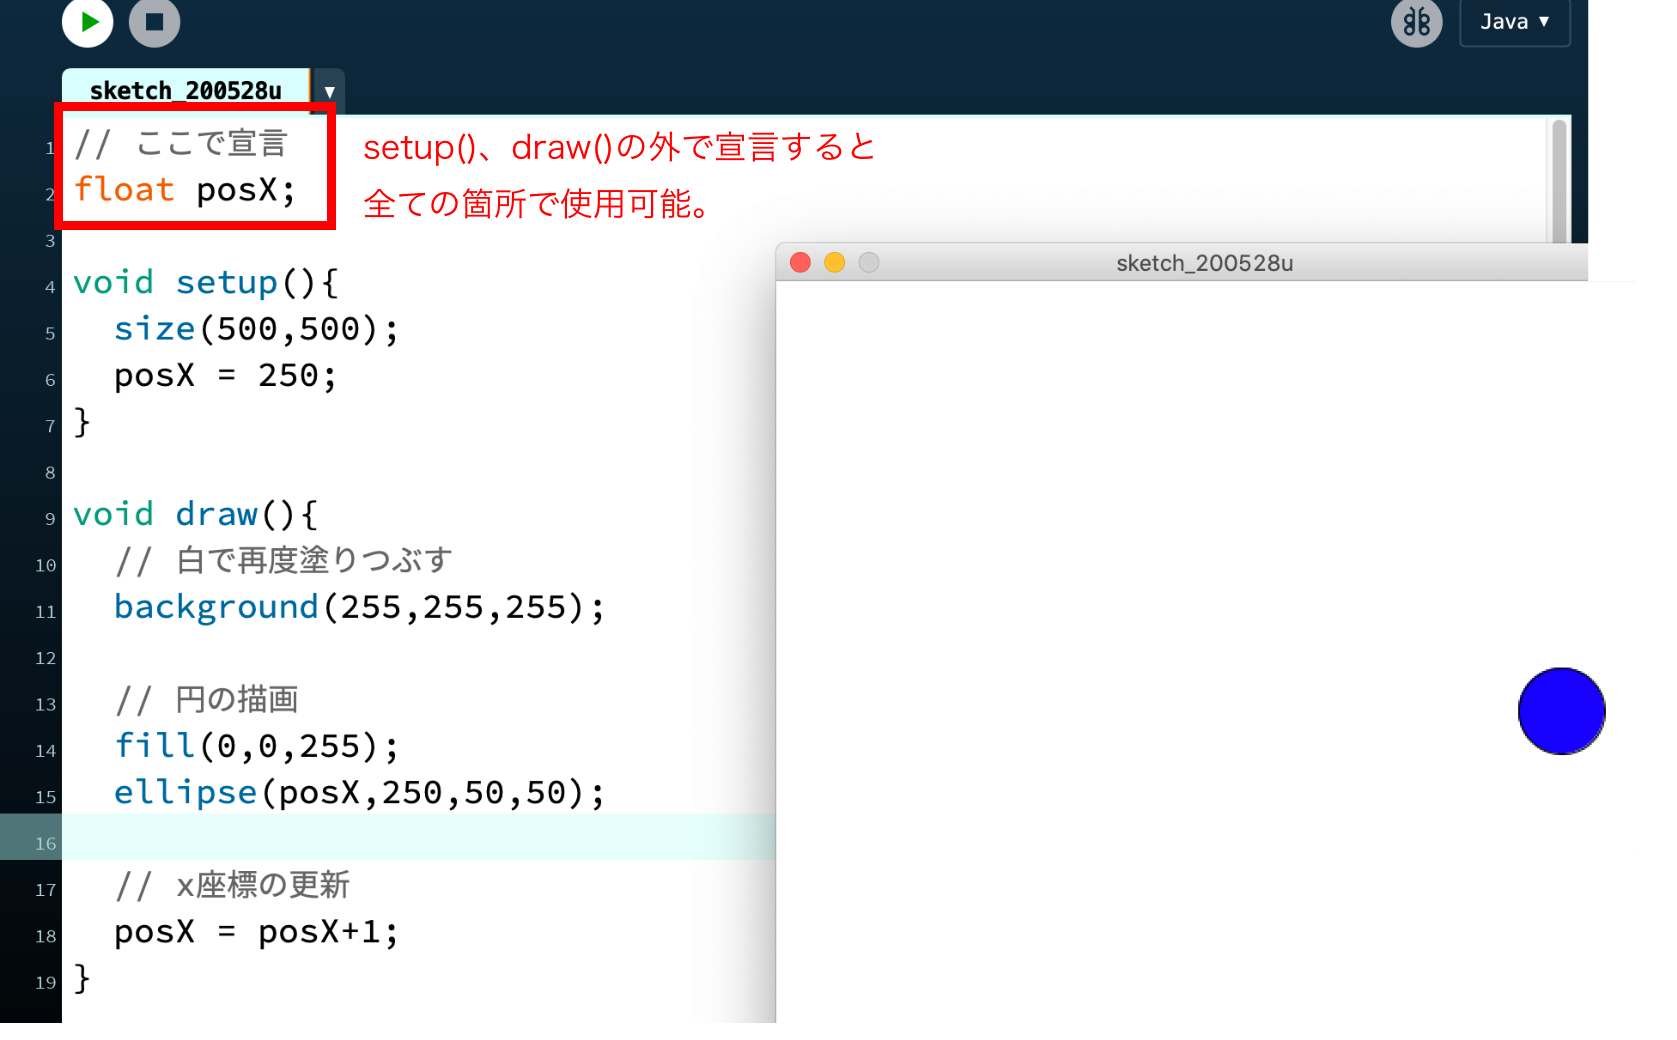 Java ▼
sketch_200528u ▼
1 // ここで宣言
2 float posX;
setup()、draw()の外で宣言すると
全ての箇所で使用可能。
3
4 void setup(){
5 size(500,500);
6 posX = 250;
7 }
8
9 void draw(){
10 // 白で再度塗りつぶす
11 background(255,255,255);
12
13 // 円の描画
14 fill(0,0,255);
15 ellipse(posX,250,50,50);
16
17 // x座標の更新
18 posX = posX+1;
19 }
sketch_200528u